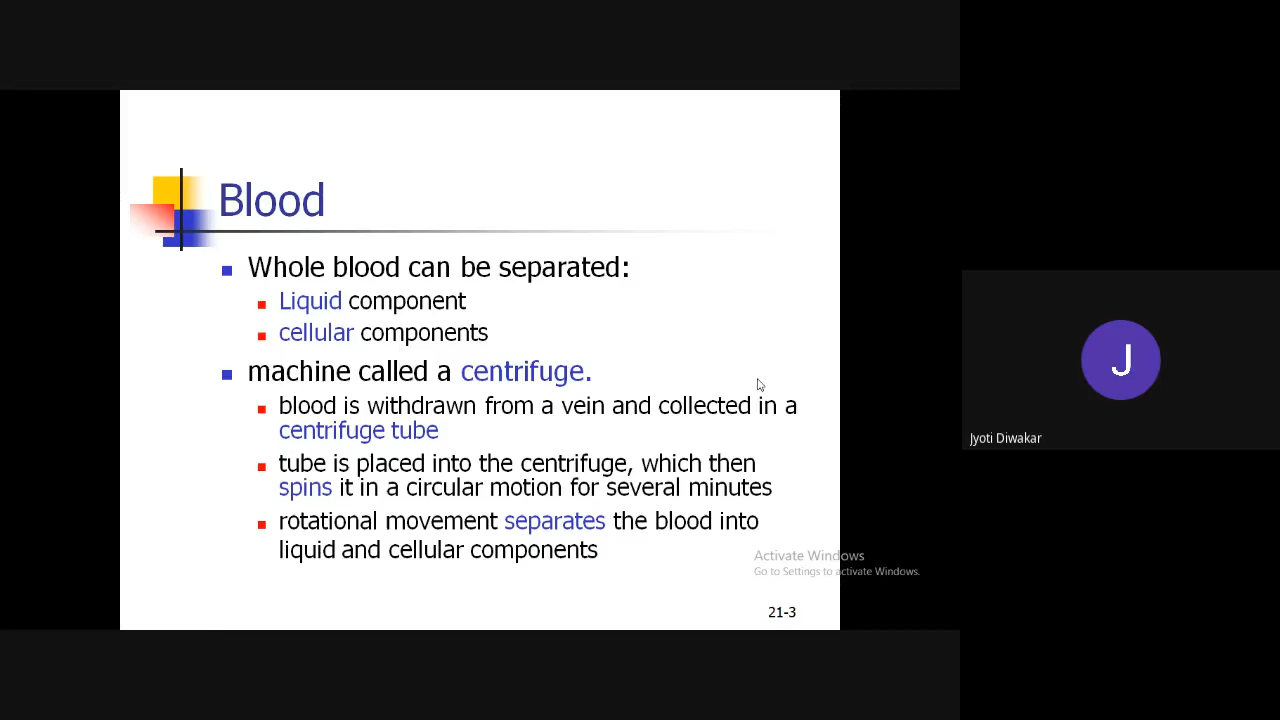 Blood
Whole blood can be separated:
Liquid component
cellular components
machine called a centrifuge.
blood is withdrawn from a vein and collected in a
centrifuge tube
tube is placed into the centrifuge, which then
spins it in a circular motion for several minutes
rotational movement separates the blood into
liquid and cellular components
21-3
Activate Windows
Go to Settings to activate Windows.
J
Jyoti Diwakar